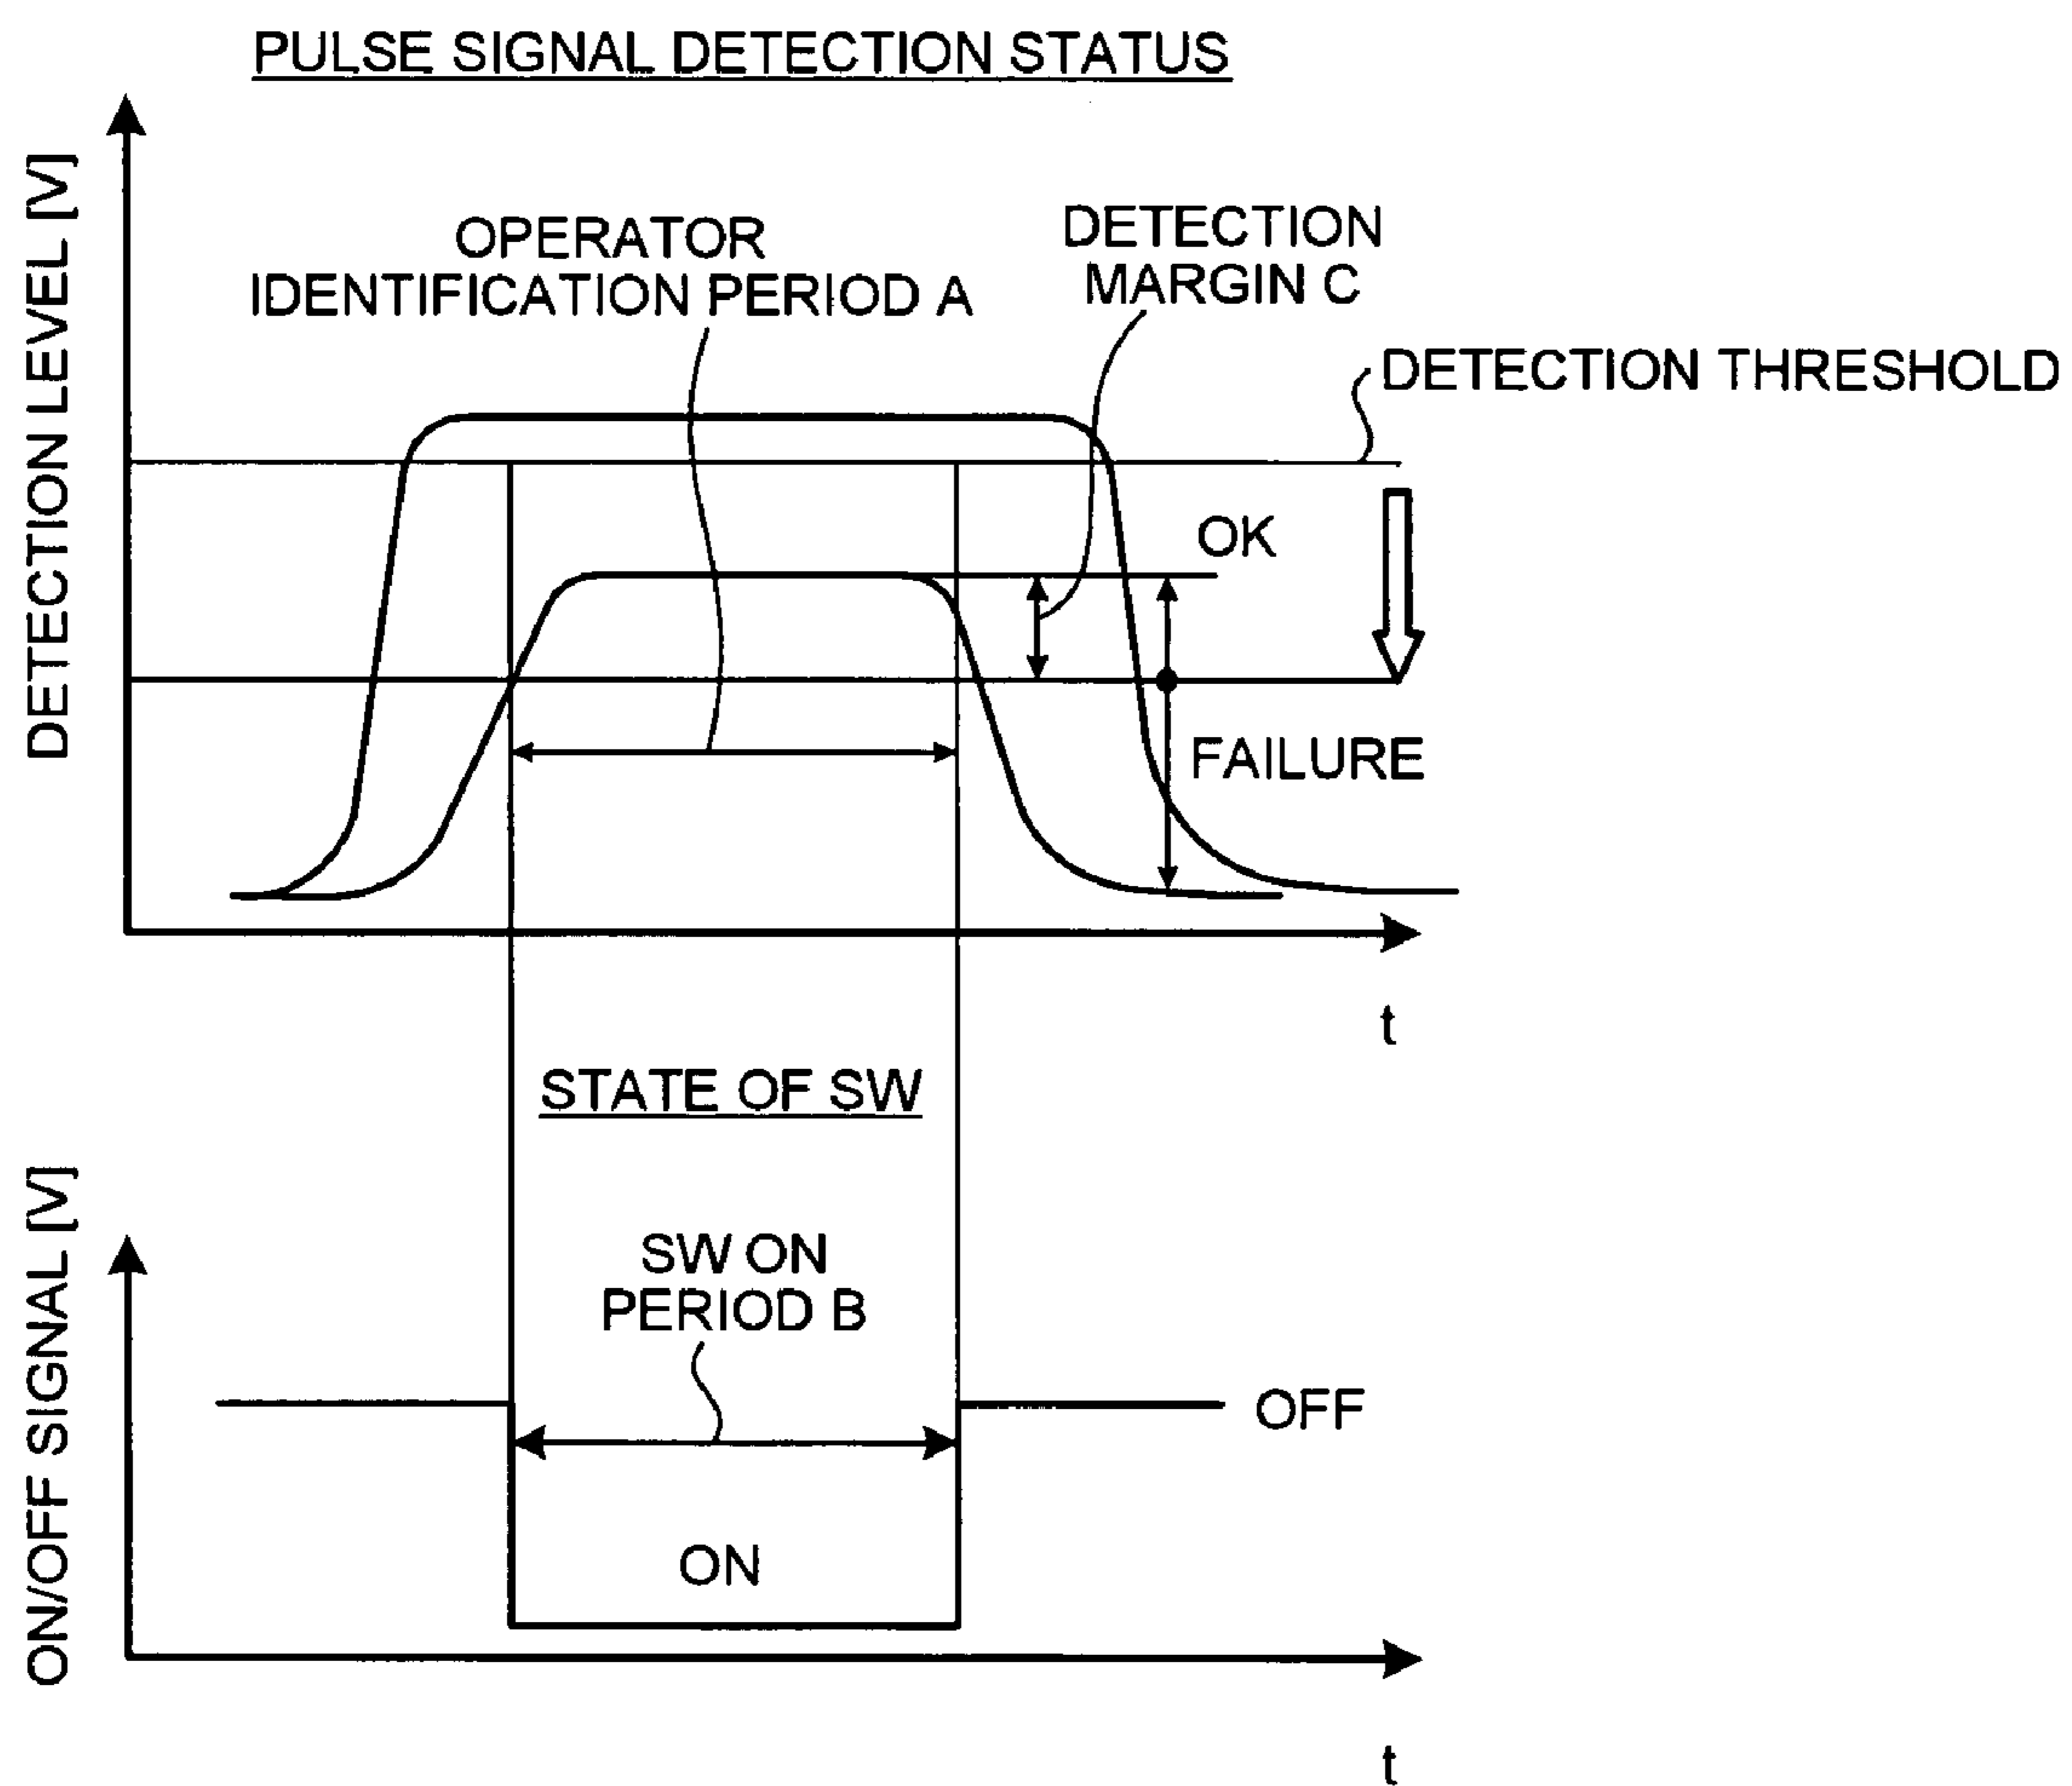 PULSE SIGNAL DETECTION STATUS
DETECTION LEVEL [V]
OPERATOR
IDENTIFICATION PERIOD A
DETECTION
MARGIN C
DETECTION THRESHOLD
OK
FAILURE
t
STATE OF SW
ON/OFF SIGNAL [V]
SW ON
PERIOD B
OFF
ON
t